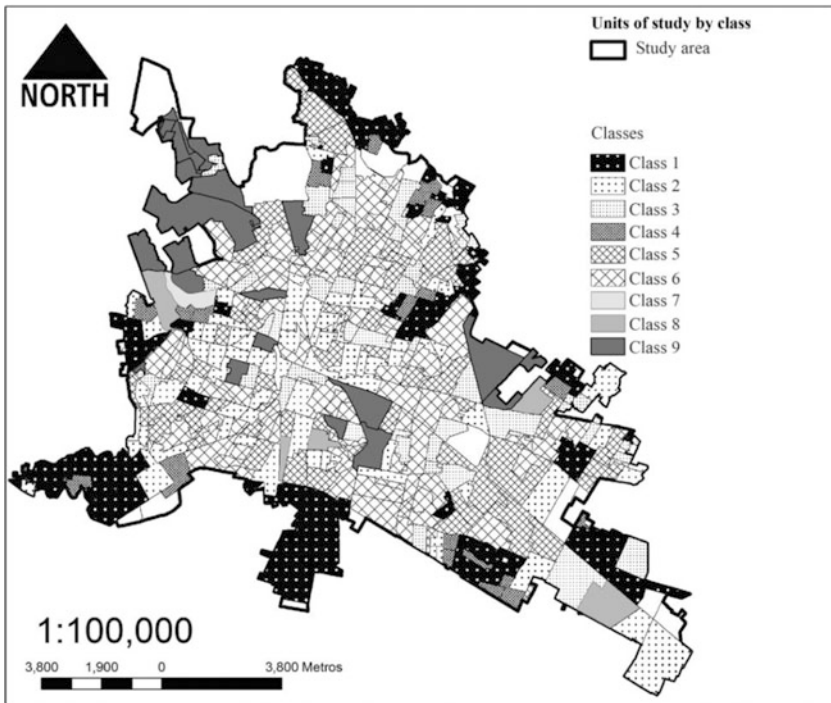 Units of study by class
Study area
NORTH
Classes
Class 1
Class 2
Class 3
Class 4
Class 5
Class 6
Class 7
Class 8
Class 9
1:100,000
3,800 1,900 0 3,800 Metros